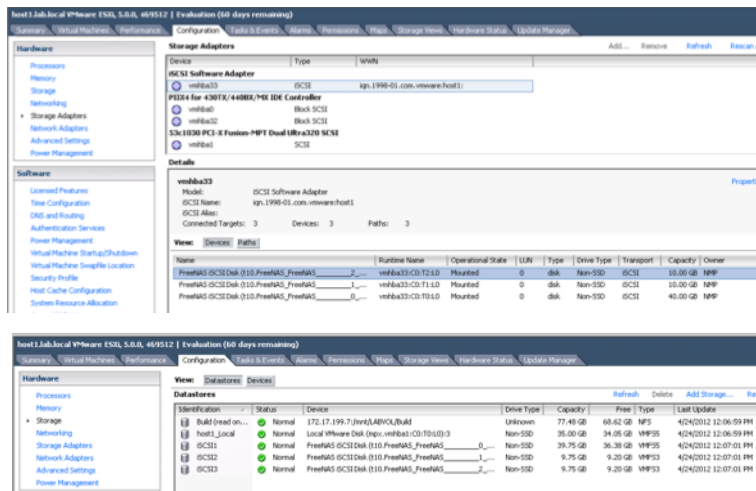 host1.lab.local VMware ESXi, 5.0.0, 469512 | Evaluation (60 days remaining)
Summary Virtual Machines Performance Configuration Tasks & Events Alarms Permissions Maps Storage Views Hardware Status Update Manager
Hardware
Processors
Memory
Storage
Networking
Storage Adapters
Network Adapters
Advanced Settings
Power Management
Software
Licensed Features
Time Configuration
DNS and Routing
Authentication Services
Power Management
Virtual Machine Startup/Shutdown
Virtual Machine Swapfile Location
Security Profile
Host Cache Configuration
System Resource Allocation
Storage Adapters Add... Remove Refresh Rescan
Device Type WWN
iSCSI Software Adapter
vmhba33 iSCSI iqn.1998-01.com.vmware:host1:
PIIX4 for 430TX/440BX/MX IDE Controller
vmhba0 Block SCSI
vmhba32 Block SCSI
53c1030 PCI-X Fusion-MPT Dual Ultra320 SCSI
vmhba1 SCSI
Details
vmhba33 Properti
Model: iSCSI Software Adapter
iSCSI Name: iqn.1998-01.com.vmware:host1
iSCSI Alias:
Connected Targets: 3 Devices: 3 Paths: 3
View: Devices Paths
Name Runtime Name Operational State LUN Type Drive Type Transport Capacity Owner
FreeNAS iSCSI Disk (t10.FreeNAS_FreeNAS______2_... vmhba33:C0:T2:L0 Mounted 0 disk Non-SSD iSCSI 10.00 GB NMP
FreeNAS iSCSI Disk (t10.FreeNAS_FreeNAS______1_... vmhba33:C0:T1:L0 Mounted 0 disk Non-SSD iSCSI 10.00 GB NMP
FreeNAS iSCSI Disk (t10.FreeNAS_FreeNAS______0_... vmhba33:C0:T0:L0 Mounted 0 disk Non-SSD iSCSI 40.00 GB NMP
host1.lab.local VMware ESXi, 5.0.0, 469512 | Evaluation (60 days remaining)
Summary Virtual Machines Performance Configuration Tasks & Events Alarms Permissions Maps Storage Views Hardware Status Update Manager
Hardware
Processors
Memory
Storage
Networking
Storage Adapters
Network Adapters
Advanced Settings
Power Management
View: Datastores Devices
Datastores Refresh Delete Add Storage... Re
Identification Status Device Drive Type Capacity Free Type Last Update
Build (read on... Normal 172.17.199.7:/mnt/LABVOL/Build Unknown 77.48 GB 68.62 GB NFS 4/24/2012 12:06:59 PM
host1_Local Normal Local VMware Disk (mpx.vmhba1:C0:T0:L0):3 Non-SSD 35.00 GB 34.05 GB VMFS5 4/24/2012 12:06:59 PM
iSCSI1 Normal FreeNAS iSCSI Disk (t10.FreeNAS_FreeNAS______0_... Non-SSD 39.75 GB 36.38 GB VMFS5 4/24/2012 12:07:01 PM
iSCSI2 Normal FreeNAS iSCSI Disk (t10.FreeNAS_FreeNAS______1_... Non-SSD 9.75 GB 9.20 GB VMFS3 4/24/2012 12:07:01 PM
iSCSI3 Normal FreeNAS iSCSI Disk (t10.FreeNAS_FreeNAS______2_... Non-SSD 9.75 GB 9.20 GB VMFS3 4/24/2012 12:07:01 PM